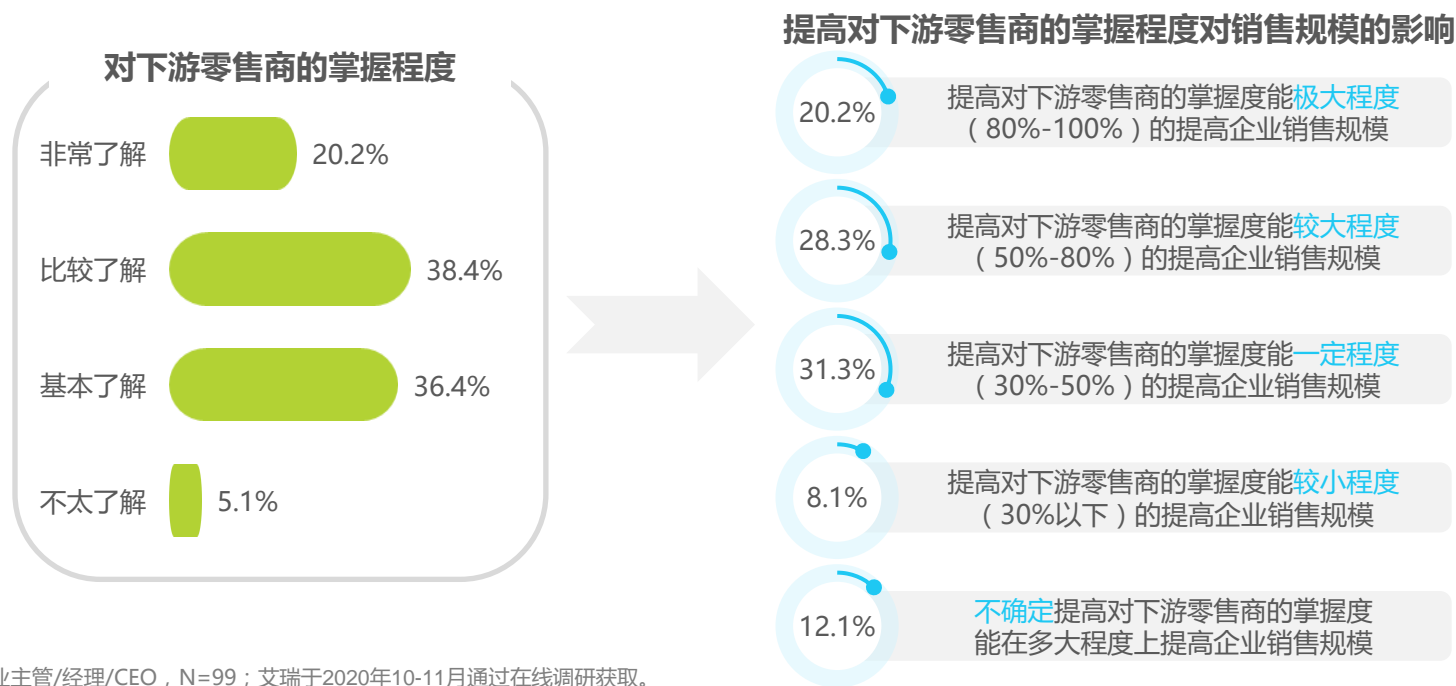 对下游零售商的掌握程度
非常了解
20.2%
比较了解
38.4%
基本了解
36.4%
不太了解
5.1%
提高对下游零售商的掌握程度对销售规模的影响
20.2%
提高对下游零售商的掌握度能极大程度
（80%-100%）的提高企业销售规模
28.3%
提高对下游零售商的掌握度能较大程度
（50%-80%）的提高企业销售规模
31.3%
提高对下游零售商的掌握度能一定程度
（30%-50%）的提高企业销售规模
8.1%
提高对下游零售商的掌握度能较小程度
（30%以下）的提高企业销售规模
12.1%
不确定提高对下游零售商的掌握度
能在多大程度上提高企业销售规模
业主管/经理/CEO，N=99；艾瑞于2020年10-11月通过在线调研获取。